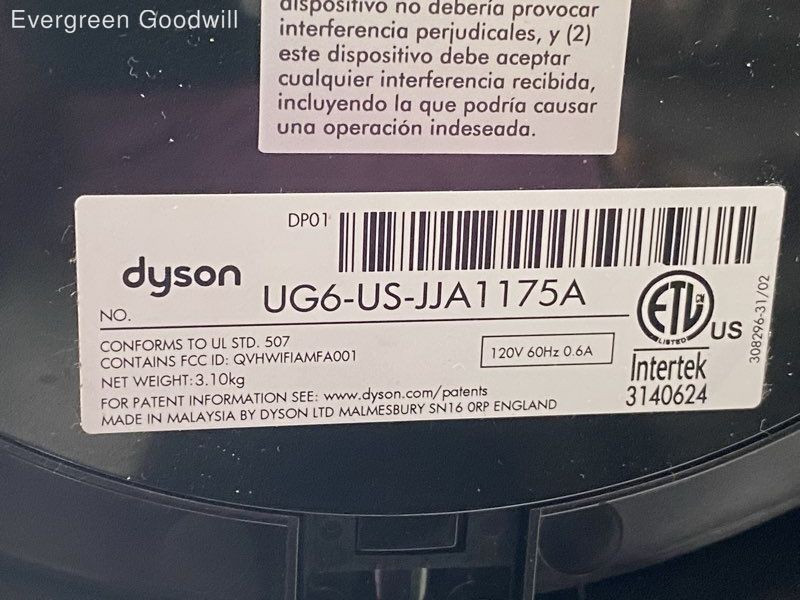 Evergreen Goodwill
dispositivo no debería provocar
interferencia perjudicales, y (2)
este dispositivo debe aceptar
cualquier interferencia recibida,
incluyendo la que podría causar
una operación indeseada.
DP01
dyson
NO.
UG6-US-JJA1175A
CONFORMS TO UL STD. 507
CONTAINS FCC ID: QVHWIFIAMFA001
NET WEIGHT:3.10kg
FOR PATENT INFORMATION SEE: www.dyson.com/patents
MADE IN MALAYSIA BY DYSON LTD MALMESBURY SN16 0RP ENGLAND
120V 60Hz 0.6A
ETL
LISTED
US
Intertek
3140624
308296-31/02